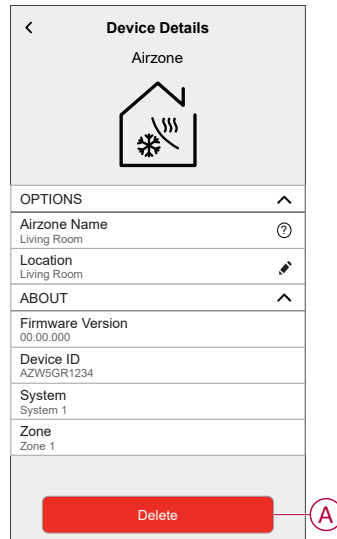 Device Details
Airzone
OPTIONS
Airzone Name
Living Room
Location
Living Room
ABOUT
Firmware Version
00.00.000
Device ID
AZW5GR1234
System
System 1
Zone
Zone 1
Delete
A